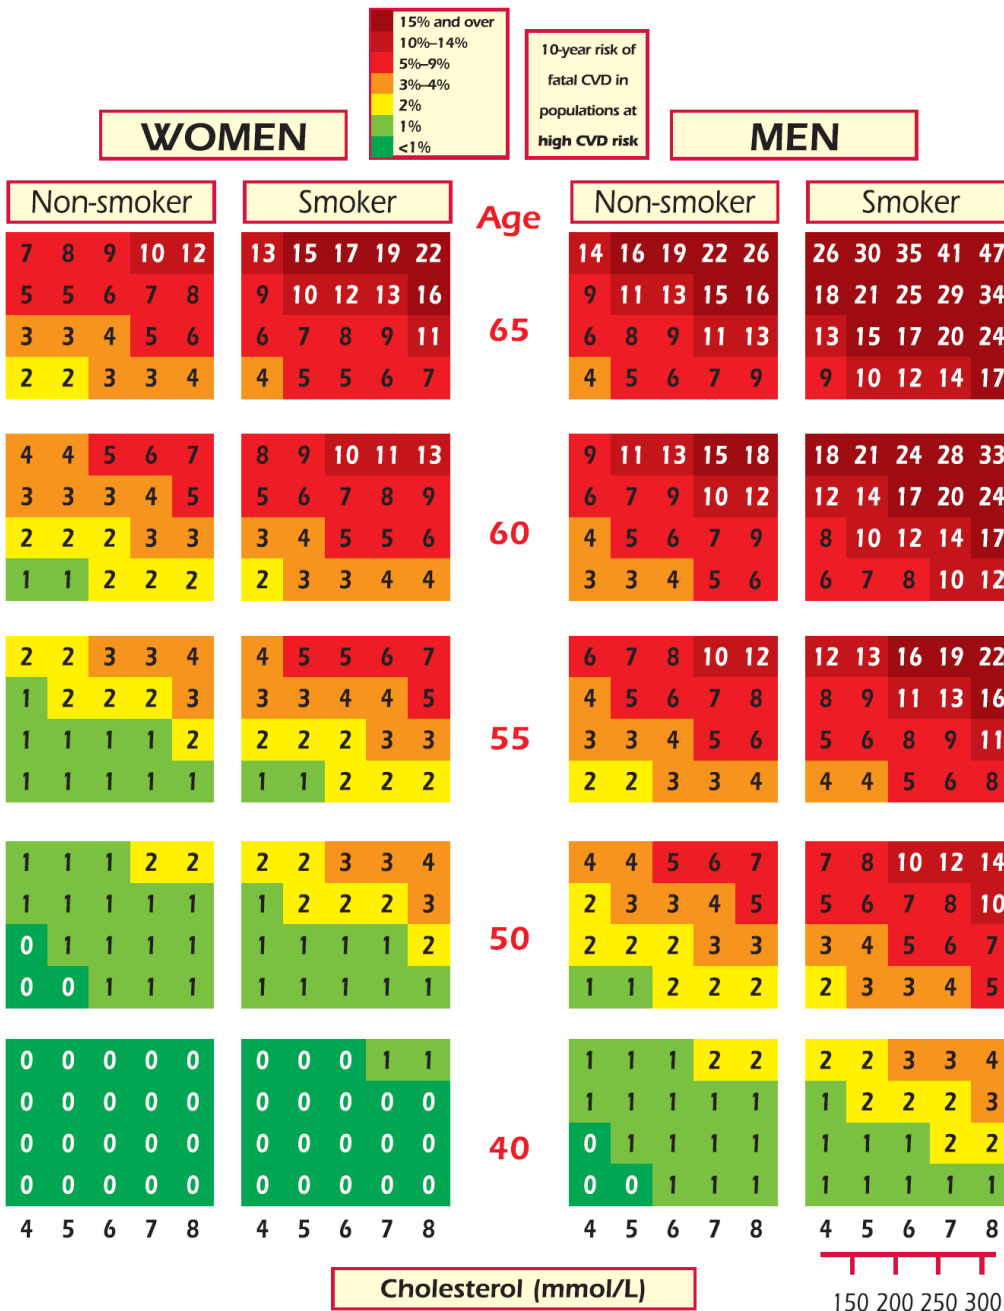 15% and over
10%–14%
5%–9%
3%–4%
2%
1%
<1%
10-year risk of
fatal CVD in
populations at
high CVD risk
WOMEN
MEN
Non-smoker
Smoker
Age
Non-smoker
Smoker
7 8 9 10 12 13 15 17 19 22 14 16 19 22 26 26 30 35 41 47
5 5 6 7 8 9 10 12 13 16 9 11 13 15 16 18 21 25 29 34
65
3 3 4 5 6 6 7 8 9 11 6 8 9 11 13 13 15 17 20 24
2 2 3 3 4 4 5 5 6 7 4 5 6 7 9 9 10 12 14 17
4 4 5 6 7 8 9 10 11 13 9 11 13 15 18 18 21 24 28 33
3 3 3 4 5 5 6 7 8 9 6 7 9 10 12 12 14 17 20 24
60
2 2 2 3 3 3 4 5 5 6 4 5 6 7 9 8 10 12 14 17
1 1 2 2 2 2 3 3 4 4 3 3 4 5 6 6 7 8 10 12
2 2 3 3 4 4 5 5 6 7 6 7 8 10 12 12 13 16 19 22
1 2 2 2 3 3 3 4 4 5 4 5 6 7 8 8 9 11 13 16
55
1 1 1 1 2 2 2 2 3 3 3 3 4 5 6 5 6 8 9 11
1 1 1 1 1 1 1 2 2 2 2 2 3 3 4 4 4 5 6 8
1 1 1 2 2 2 2 3 3 4 4 4 5 6 7 7 8 10 12 14
1 1 1 1 1 1 2 2 2 3 2 3 3 4 5 5 6 7 8 10
50
0 1 1 1 1 1 1 1 1 2 2 2 2 3 3 3 4 5 6 7
0 0 1 1 1 1 1 1 1 1 1 1 2 2 2 2 3 3 4 5
0 0 0 0 0 0 0 0 1 1 1 1 1 2 2 2 2 3 3 4
0 0 0 0 0 0 0 0 0 0 1 1 1 1 1 1 2 2 2 3
40
0 0 0 0 0 0 0 0 0 0 0 1 1 1 1 1 1 1 2 2
0 0 0 0 0 0 0 0 0 0 0 0 1 1 1 1 1 1 1 1
4 5 6 7 8 4 5 6 7 8 4 5 6 7 8 4 5 6 7 8
Cholesterol (mmol/L)
150 200 250 300